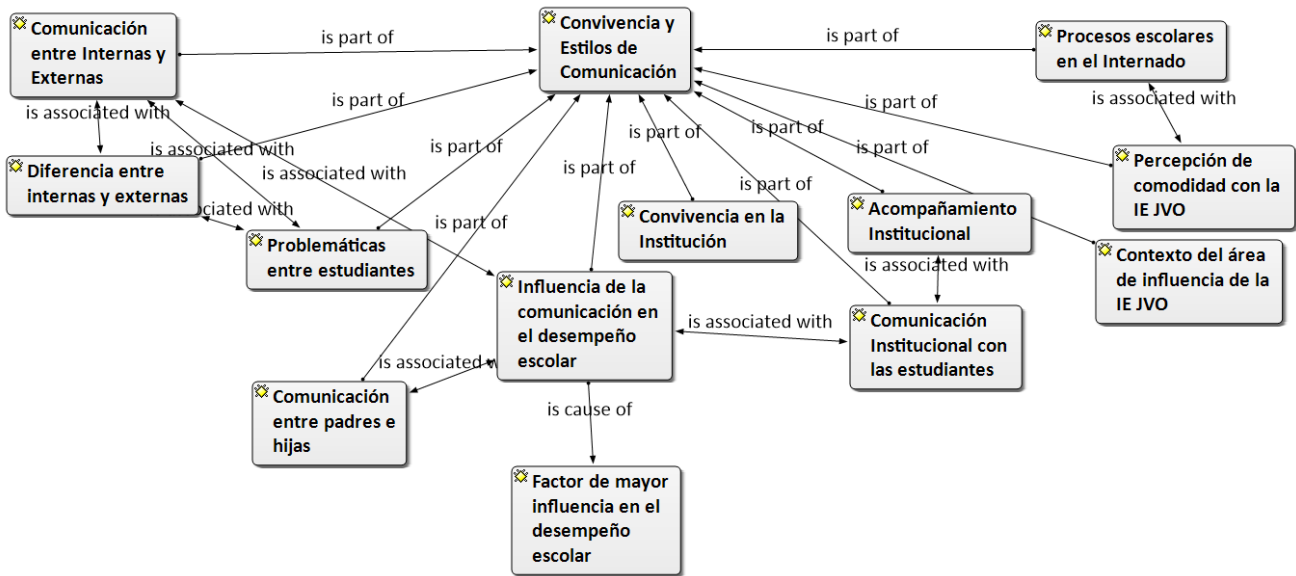 Comunicación
entre Internas y
Externas
is part of
Convivencia y
Estilos de
Comunicación
is part of
Procesos escolares
en el Internado
is associated with
is part of
is part of
is associated with
Diferencia entre
internas y externas
is associated with
is associated with
is part of
is part of
is part of
is part of
is part of
Percepción de
comodidad con la
IE JVO
ssociated with
Problemáticas
entre estudiantes
is part of
is part of
Convivencia en la
Institución
Acompañamiento
Institucional
is associated with
Contexto del área
de influencia de la
IE JVO
Influencia de la
comunicación en
el desempeño
escolar
is associated with
Comunicación
Institucional con
las estudiantes
is associated w
Comunicación
entre padres e
hijas
is cause of
Factor de mayor
influencia en el
desempeño
escolar